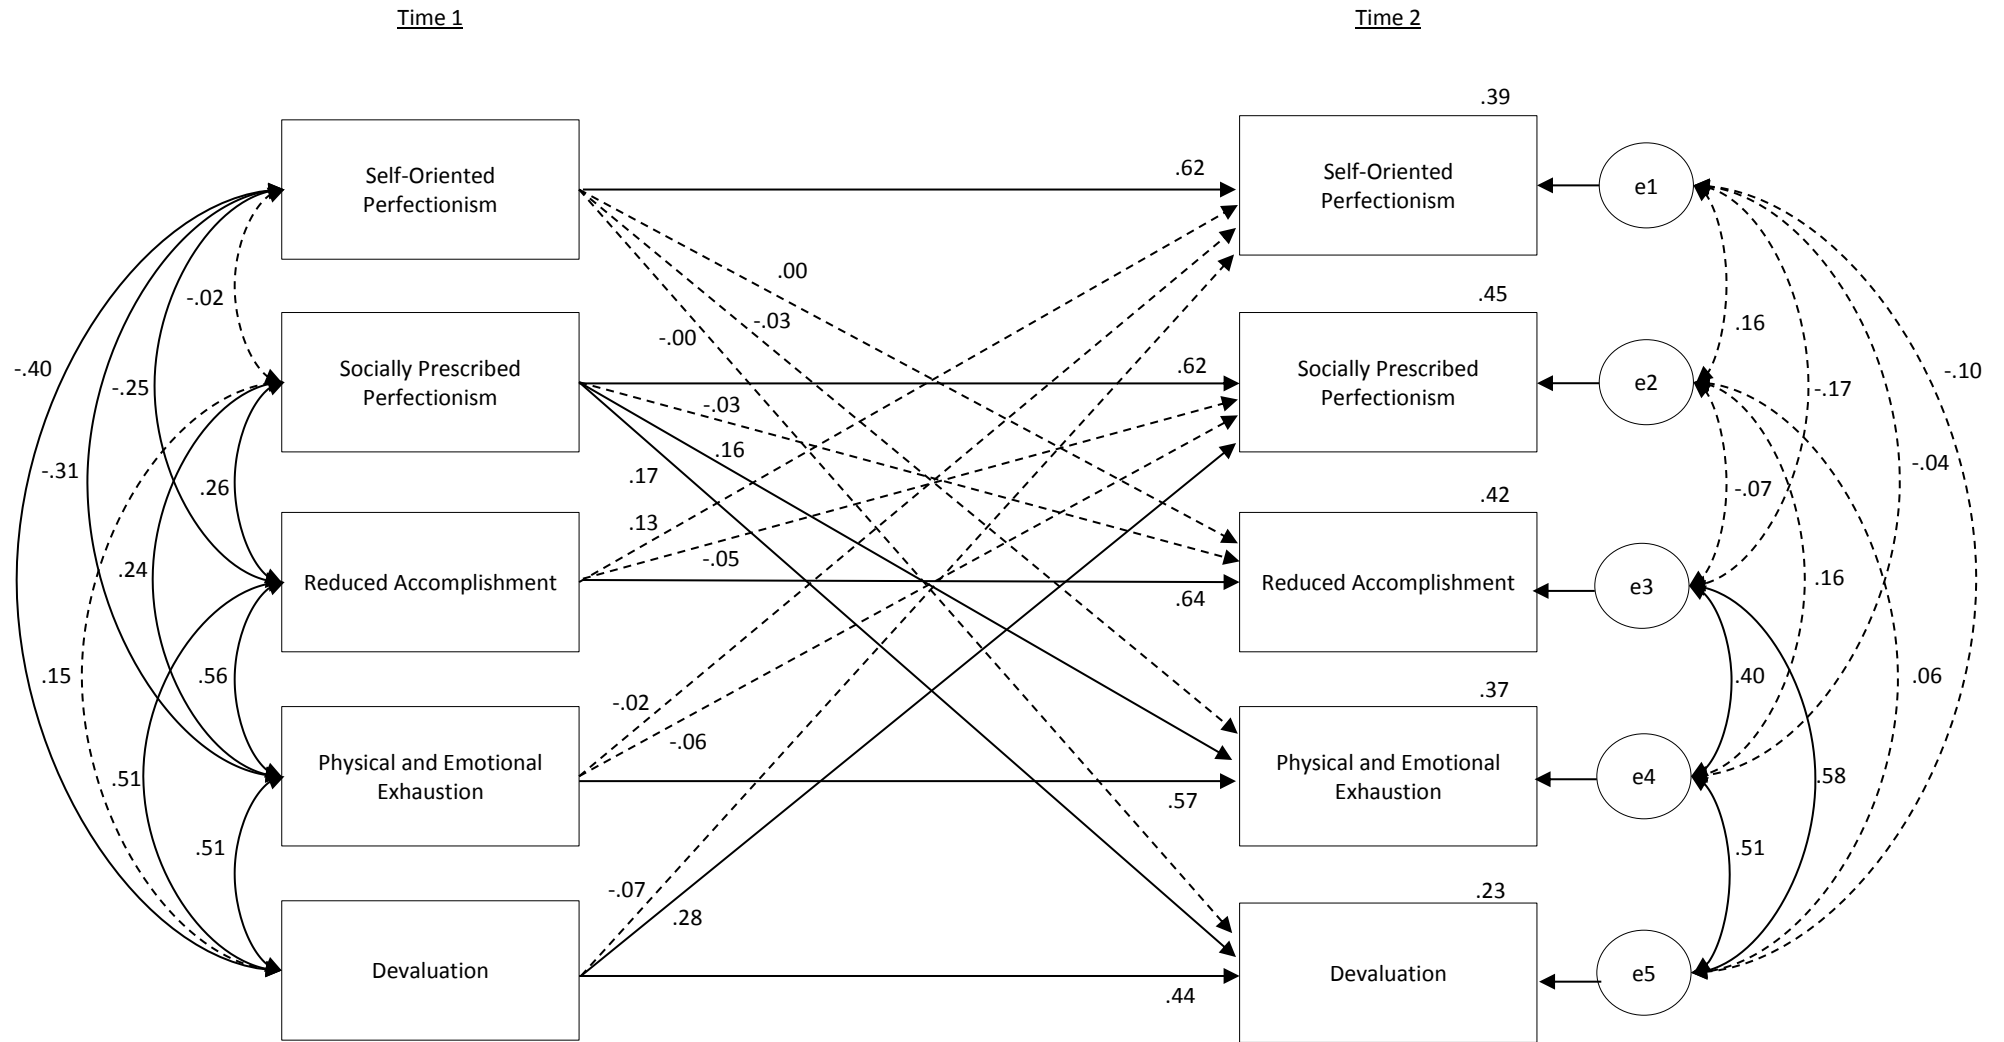 Time 1
Time 2
.39
Self-Oriented
Perfectionism
.62
Self-Oriented
Perfectionism
e1
.00
-.02
-.03
.45
-.00
.16
-.40
Socially Prescribed
Perfectionism
.62
Socially Prescribed
Perfectionism
e2
-.10
-.25
-.17
-.03
.16
-.31
.17
-.04
.26
-.07
.42
.13
-.05
.24
Reduced Accomplishment
Reduced Accomplishment
e3
.16
.64
.15
.56
.40
.06
.37
-.02
-.06
Physical and Emotional
Exhaustion
Physical and Emotional
Exhaustion
e4
.51
.57
.58
.51
.51
-.07
.23
.28
Devaluation
Devaluation
e5
.44